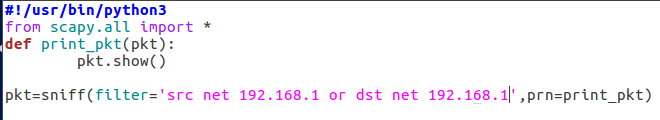 #!/usr/bin/python3
from scapy.all import *
def print_pkt(pkt):
        pkt.show()
pkt=sniff(filter='src net 192.168.1 or dst net 192.168.1',prn=print_pkt)